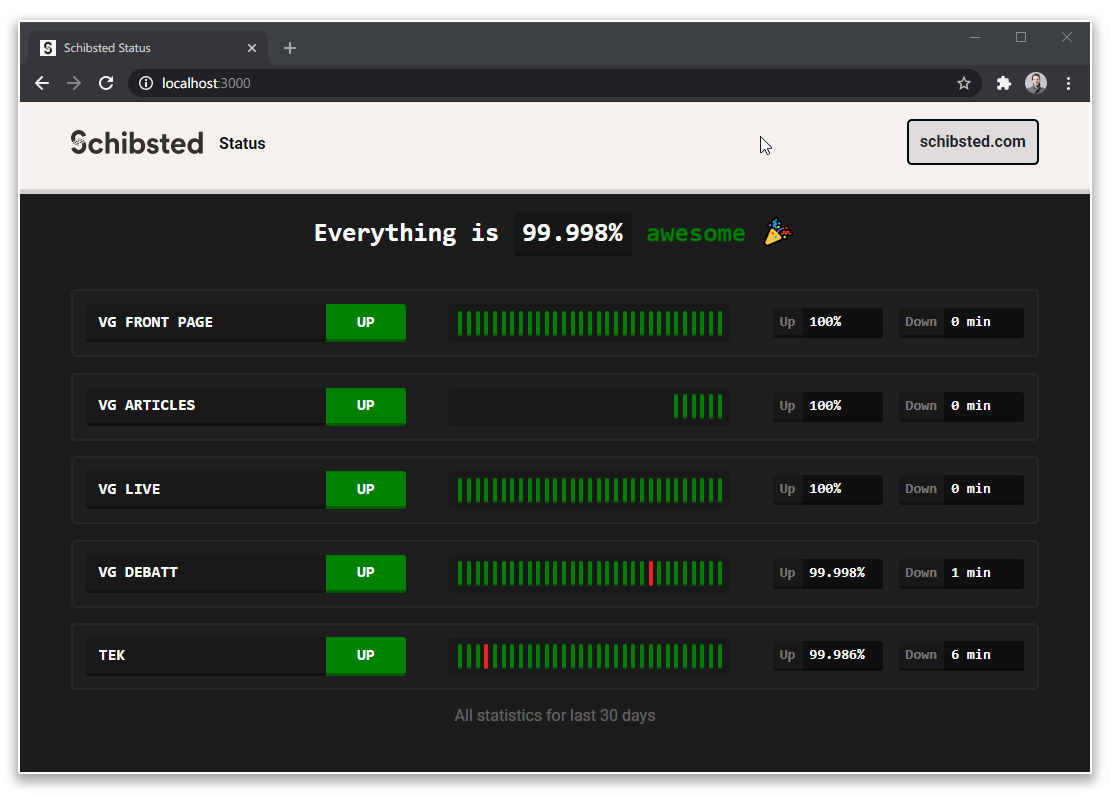 Schibsted Status
localhost:3000
Schibsted Status
schibsted.com
Everything is 99.998% awesome 🎉
VG FRONT PAGE UP Up 100% Down 0 min
VG ARTICLES UP Up 100% Down 0 min
VG LIVE UP Up 100% Down 0 min
VG DEBATT UP Up 99.998% Down 1 min
TEK UP Up 99.986% Down 6 min
All statistics for last 30 days